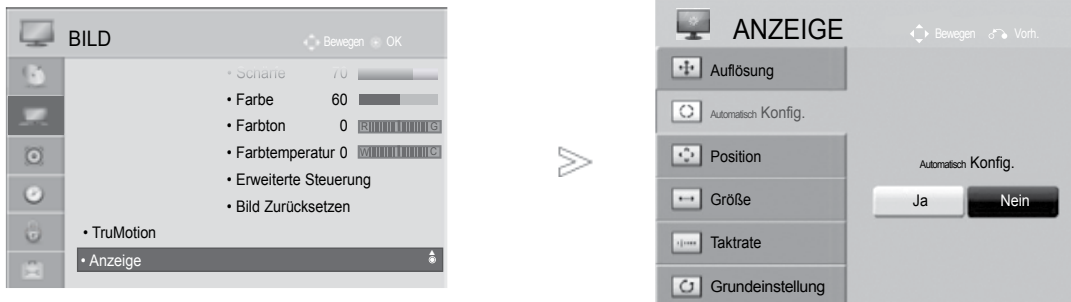 BILD
Bewegen OK
• Schärfe 70
• Farbe 60
• Farbton 0 R G
• Farbtemperatur 0 W C
• Erweiterte Steuerung
• Bild Zurücksetzen
• TruMotion
• Anzeige
ANZEIGE
Bewegen Vorh.
Auflösung
Automatisch Konfig.
Position
Größe
Taktrate
Grundeinstellung
Automatisch Konfig.
Ja Nein